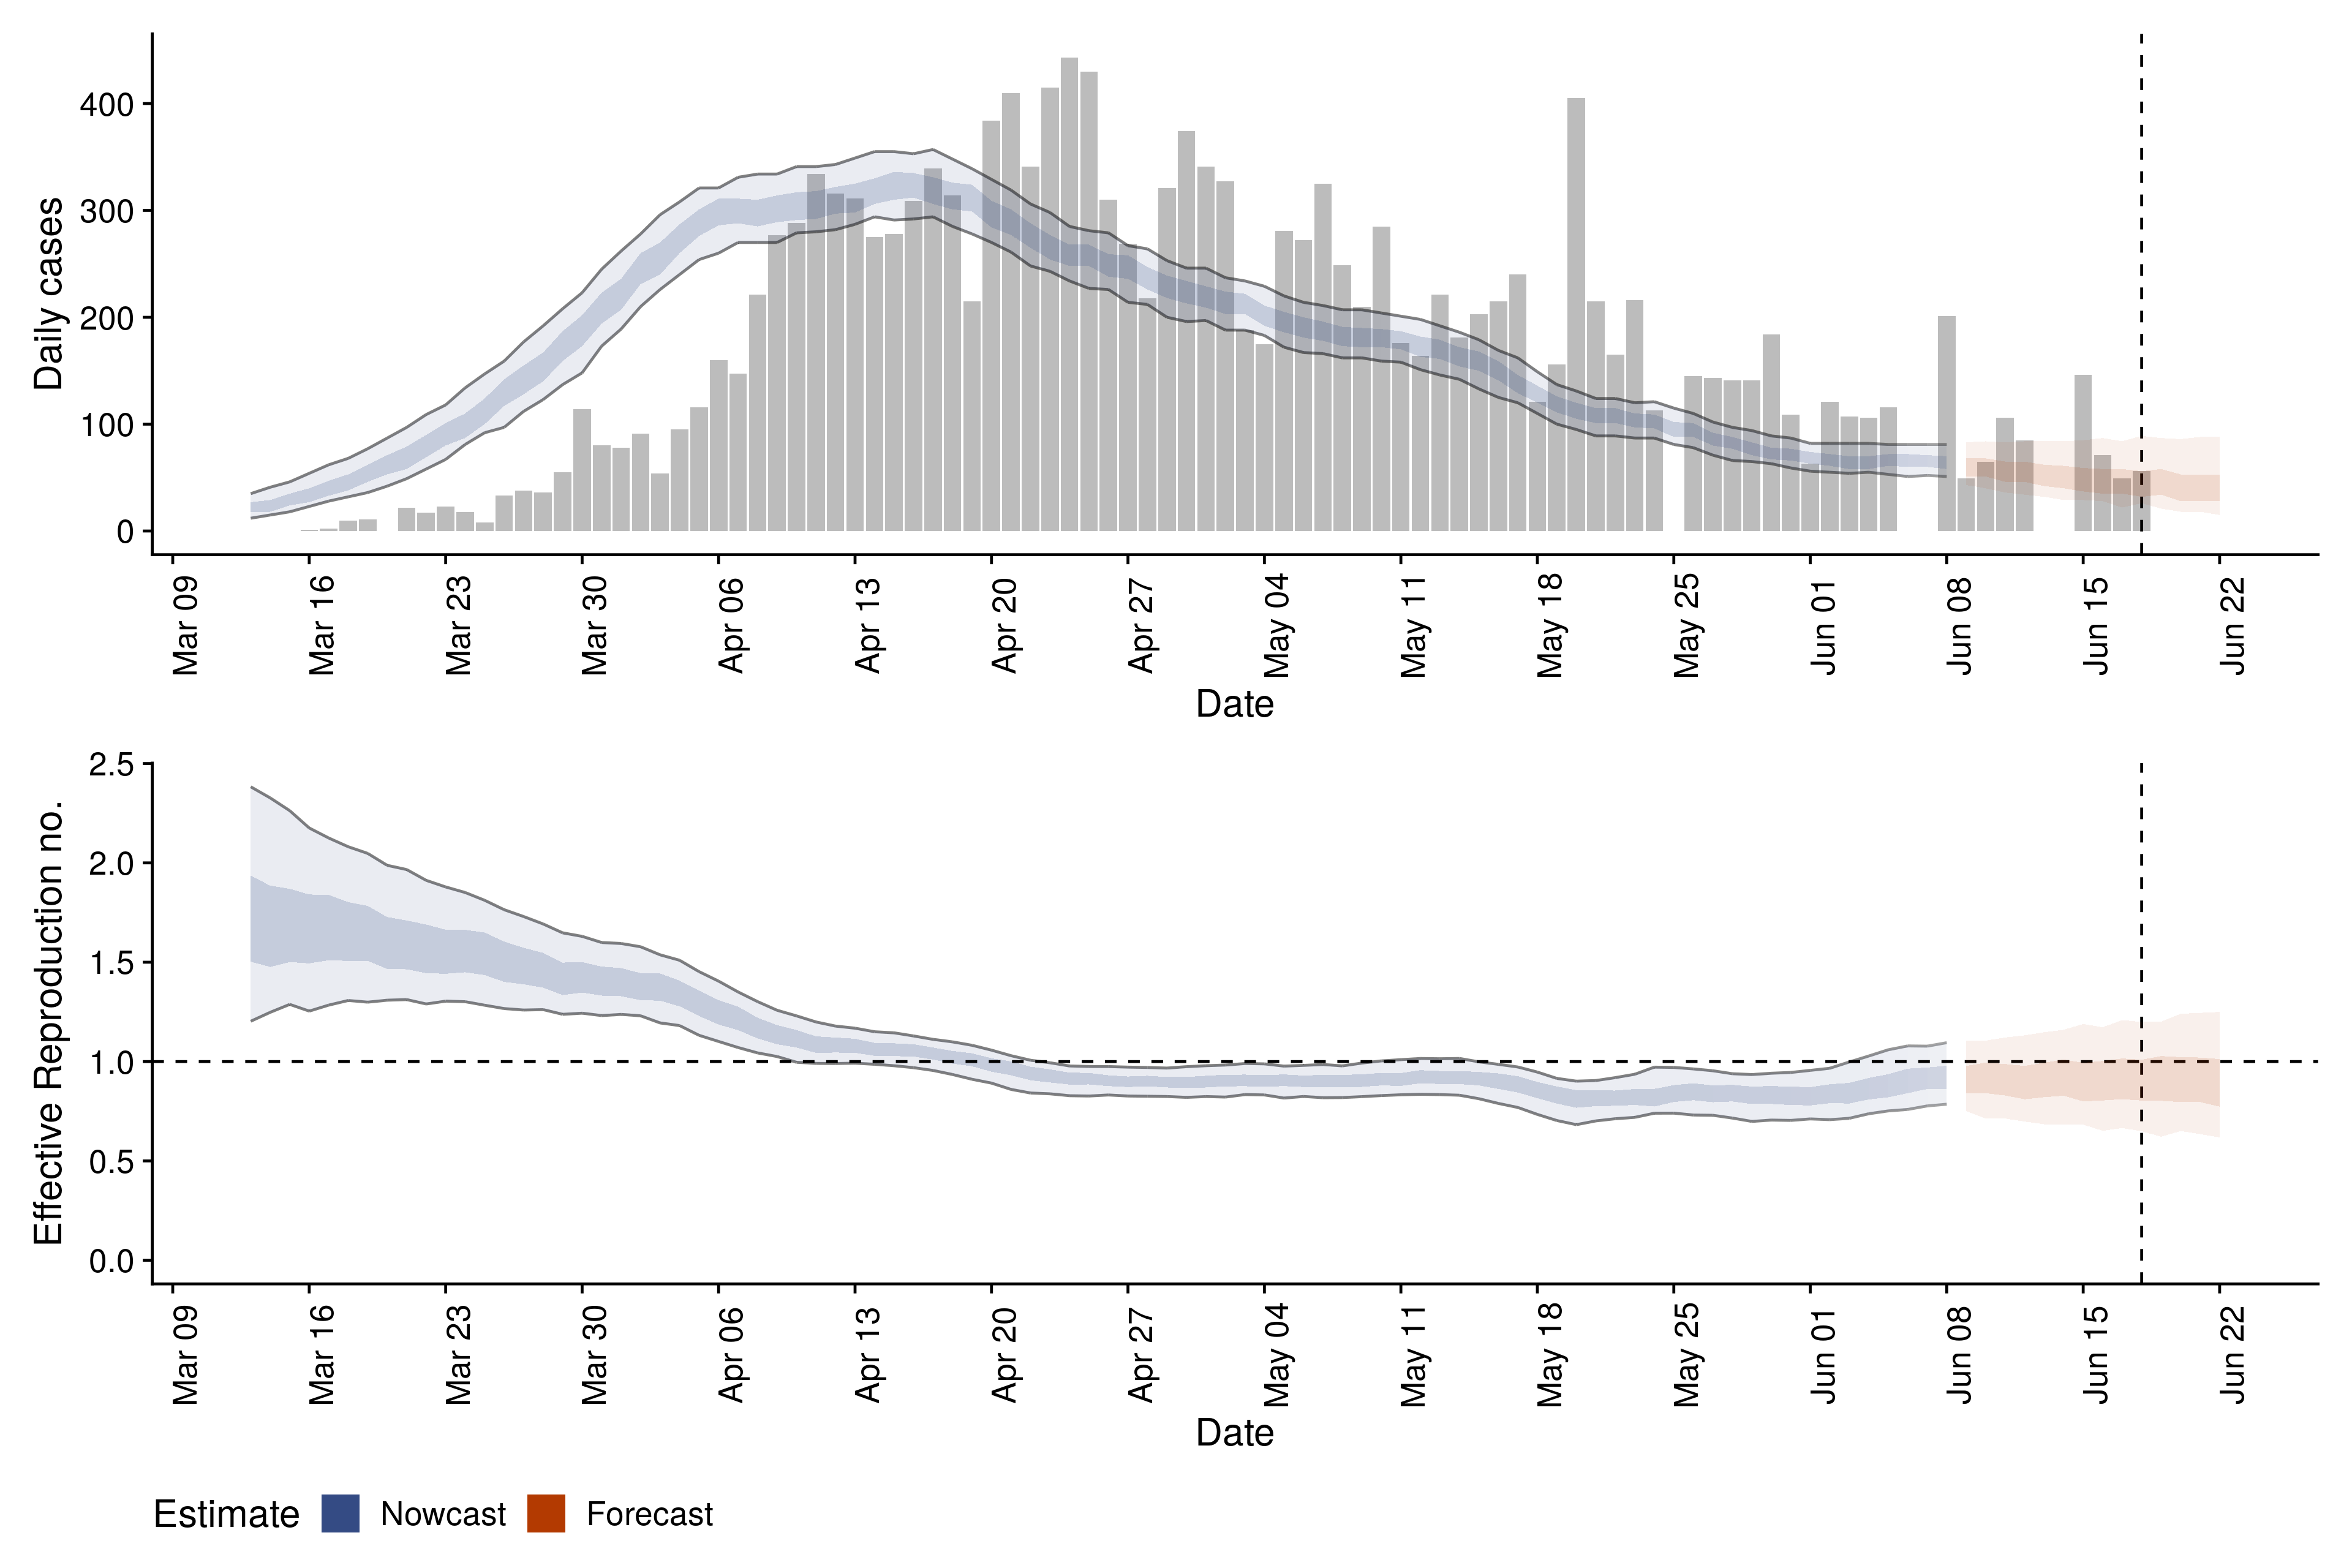 Daily cases
400
300
200
100
0
Mar 09
Mar 16
Mar 23
Mar 30
Apr 06
Apr 13
Apr 20
Apr 27
May 04
May 11
May 18
May 25
Jun 01
Jun 08
Jun 15
Jun 22
Date
Effective Reproduction no.
2.5
2.0
1.5
1.0
0.5
0.0
Mar 09
Mar 16
Mar 23
Mar 30
Apr 06
Apr 13
Apr 20
Apr 27
May 04
May 11
May 18
May 25
Jun 01
Jun 08
Jun 15
Jun 22
Date
Estimate Nowcast Forecast